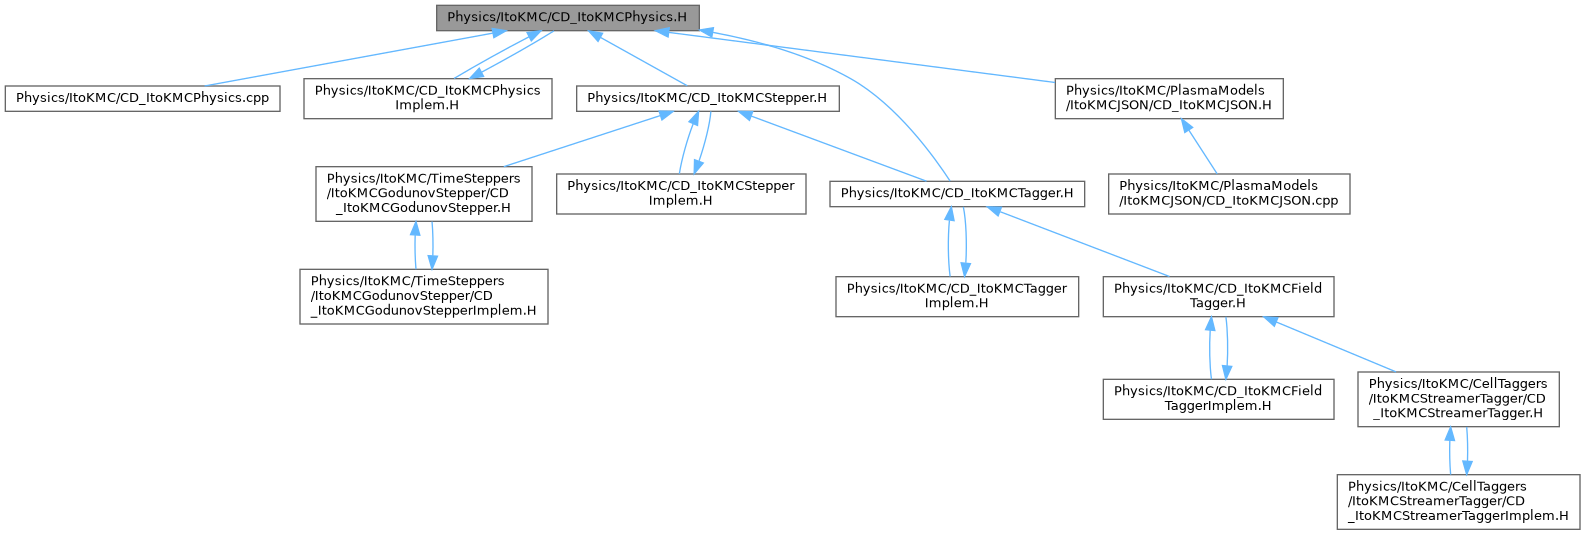 Physics/ItoKMC/CD_ItoKMCPhysics.H
Physics/ItoKMC/CD_ItoKMCPhysics.cpp
Physics/ItoKMC/CD_ItoKMCPhysics
Implem.H
Physics/ItoKMC/CD_ItoKMCStepper.H
Physics/ItoKMC/PlasmaModels
/ItoKMCJSON/CD_ItoKMCJSON.H
Physics/ItoKMC/TimeSteppers
/ItoKMCGodunovStepper/CD
_ItoKMCGodunovStepper.H
Physics/ItoKMC/CD_ItoKMCStepper
Implem.H
Physics/ItoKMC/CD_ItoKMCTagger.H
Physics/ItoKMC/PlasmaModels
/ItoKMCJSON/CD_ItoKMCJSON.cpp
Physics/ItoKMC/TimeSteppers
/ItoKMCGodunovStepper/CD
_ItoKMCGodunovStepperImplem.H
Physics/ItoKMC/CD_ItoKMCTagger
Implem.H
Physics/ItoKMC/CD_ItoKMCField
Tagger.H
Physics/ItoKMC/CD_ItoKMCField
TaggerImplem.H
Physics/ItoKMC/CellTaggers
/ItoKMCStreamerTagger/CD
_ItoKMCStreamerTagger.H
Physics/ItoKMC/CellTaggers
/ItoKMCStreamerTagger/CD
_ItoKMCStreamerTaggerImplem.H